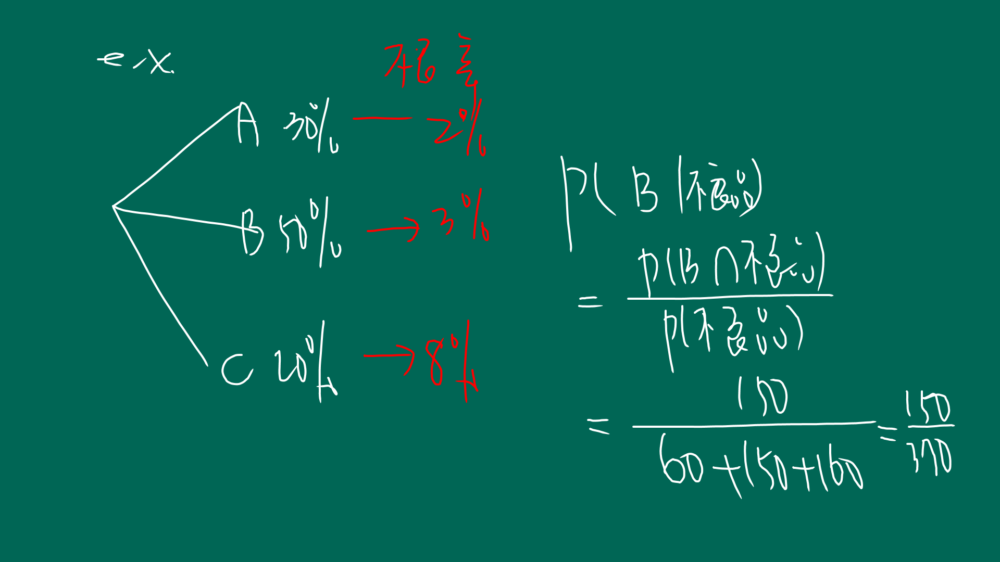 ex.
不良率
A 30% — 2%
B 50% → 3%
C 20% → 8%
P(B|不良品)
= P(B∩不良品)
P(不良品)
= 150
60+150+160
= 150
370